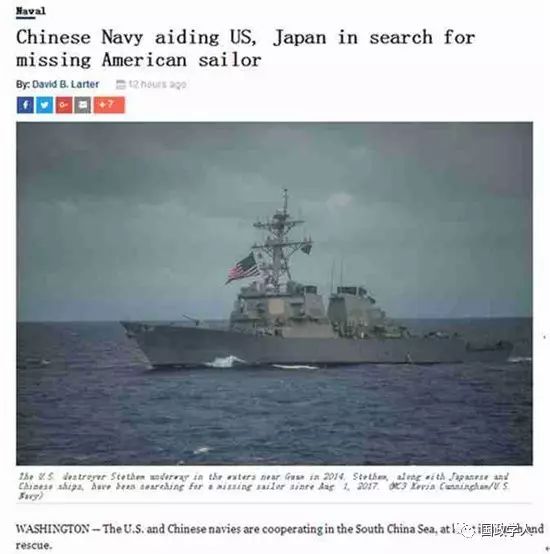 Naval
Chinese Navy aiding US, Japan in search for
missing American sailor
By: David B. Larter 12 hours ago
+7
The U.S. destroyer Stethem underway in the waters near Guam in 2014. Stethem, along with Japanese and
Chinese ships, have been searching for a missing sailor since Aug. 1, 2017. (MC3 Kevin Cunningham/U.S.
Navy)
WASHINGTON — The U.S. and Chinese navies are cooperating in the South China Sea, at
rescue.
国政学人